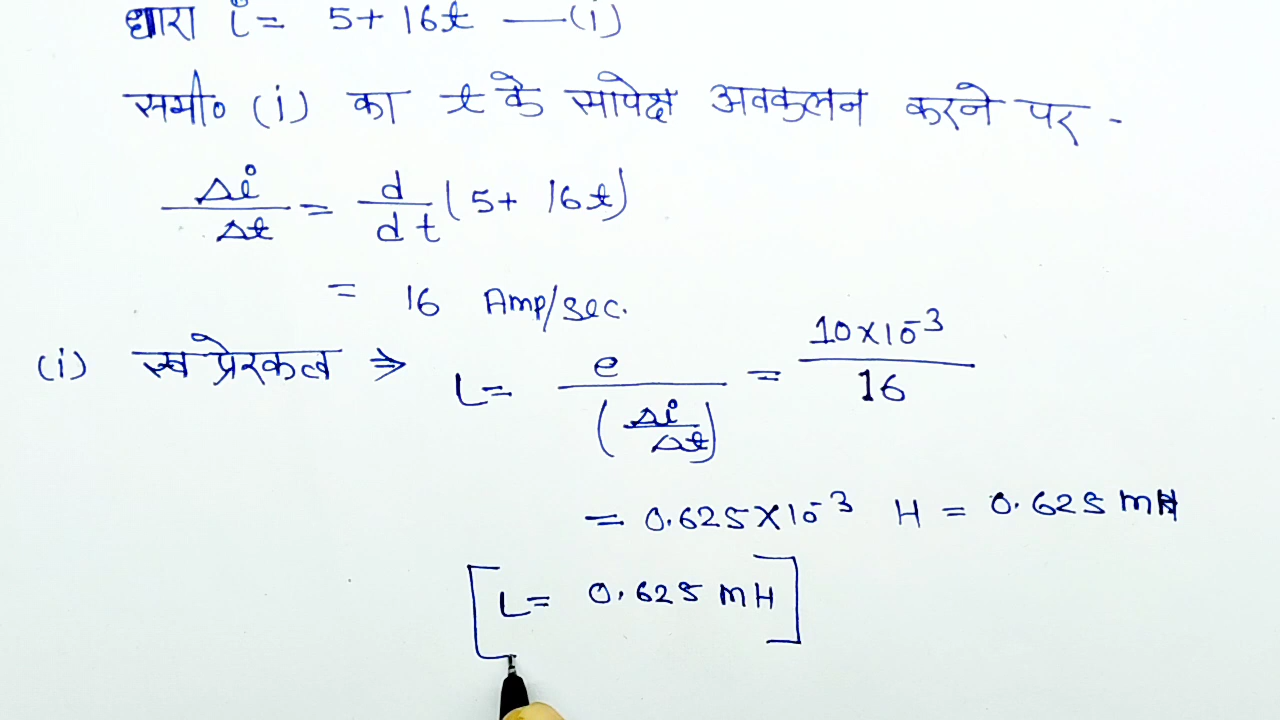 धारा i = 5+ 16t —(i)
समी० (i) का t के सापेक्ष अवकलन करने पर -
Δi/Δt = d/dt (5+ 16t)
= 16 Amp/sec.
(i) स्व प्रेरकत्व ⇒ L = e/(Δi/Δt) = 10×10⁻³/16
= 0.625×10⁻³ H = 0.625 mH
[L= 0.625 mH]